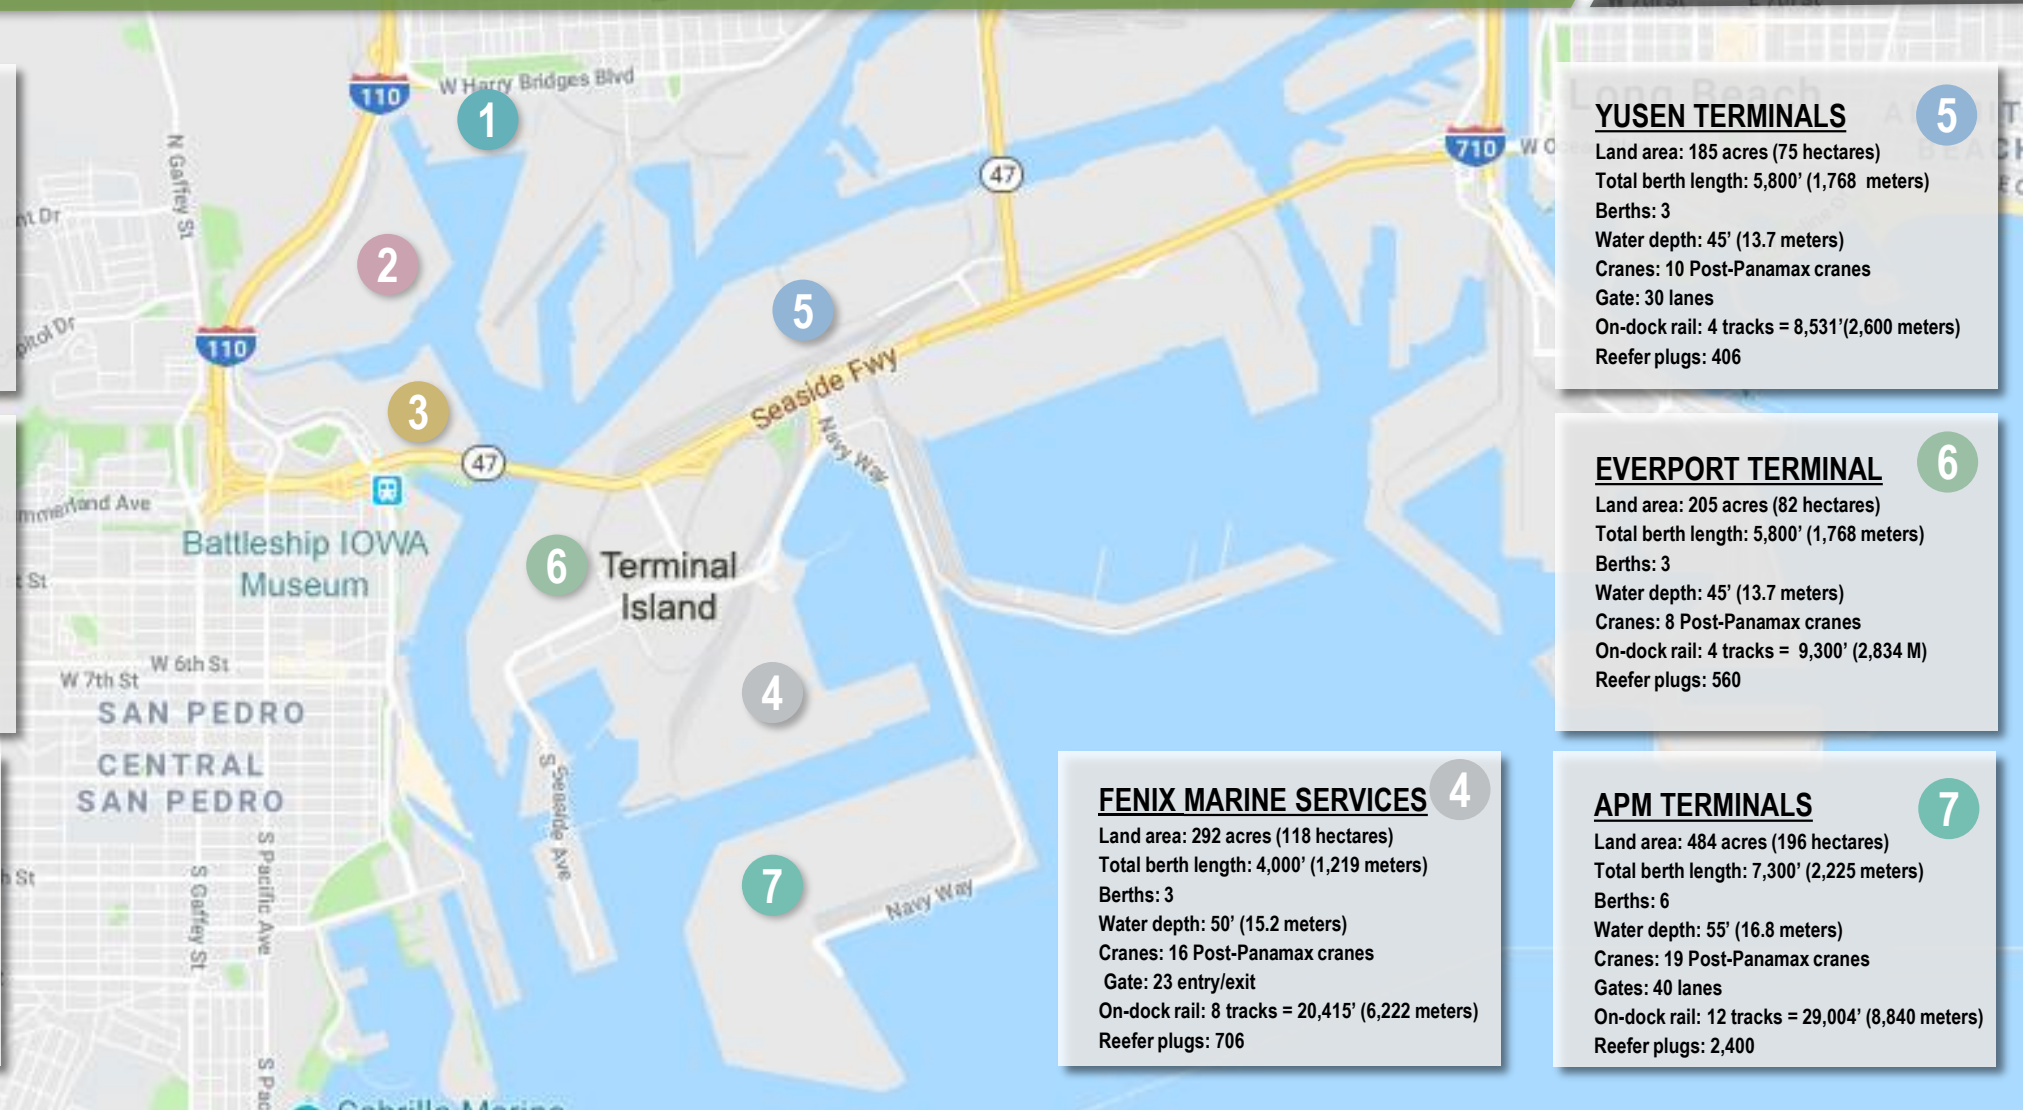 110
W Harry Bridges Blvd
1
N Gaffey St
47
710
2
5
110
3
Seaside Fwy
47
Navy Way
Battleship IOWA
Museum
6
Terminal
Island
W 6th St
W 7th St
SAN PEDRO
CENTRAL
SAN PEDRO
4
S Seaside Ave
7
Navy Way
S Gaffey St
S Pacific Ave
Long Beach
YUSEN TERMINALS
5
Land area: 185 acres (75 hectares)
Total berth length: 5,800’ (1,768 meters)
Berths: 3
Water depth: 45’ (13.7 meters)
Cranes: 10 Post-Panamax cranes
Gate: 30 lanes
On-dock rail: 4 tracks = 8,531’(2,600 meters)
Reefer plugs: 406
EVERPORT TERMINAL
6
Land area: 205 acres (82 hectares)
Total berth length: 5,800’ (1,768 meters)
Berths: 3
Water depth: 45’ (13.7 meters)
Cranes: 8 Post-Panamax cranes
On-dock rail: 4 tracks = 9,300’ (2,834 M)
Reefer plugs: 560
FENIX MARINE SERVICES
4
Land area: 292 acres (118 hectares)
Total berth length: 4,000’ (1,219 meters)
Berths: 3
Water depth: 50’ (15.2 meters)
Cranes: 16 Post-Panamax cranes
Gate: 23 entry/exit
On-dock rail: 8 tracks = 20,415’ (6,222 meters)
Reefer plugs: 706
APM TERMINALS
7
Land area: 484 acres (196 hectares)
Total berth length: 7,300’ (2,225 meters)
Berths: 6
Water depth: 55’ (16.8 meters)
Cranes: 19 Post-Panamax cranes
Gates: 40 lanes
On-dock rail: 12 tracks = 29,004’ (8,840 meters)
Reefer plugs: 2,400